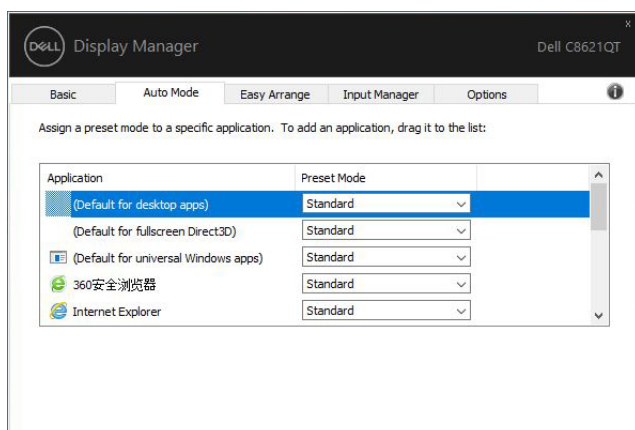 x
DELL Display Manager Dell C8621QT
Basic Auto Mode Easy Arrange Input Manager Options
Assign a preset mode to a specific application. To add an application, drag it to the list:
Application Preset Mode
(Default for desktop apps) Standard
(Default for fullscreen Direct3D) Standard
(Default for universal Windows apps) Standard
360安全浏览器 Standard
Internet Explorer Standard